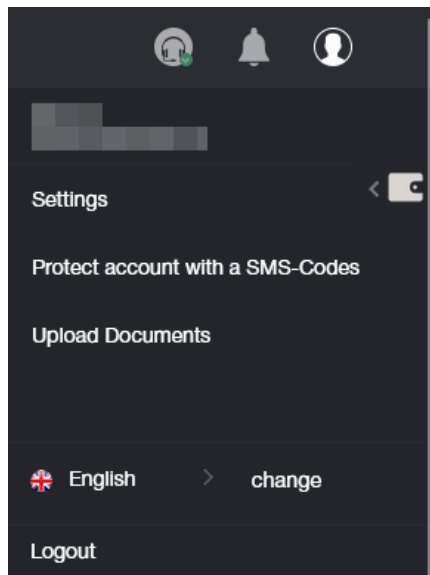 Settings
Protect account with a SMS-Codes
Upload Documents
English > change
Logout